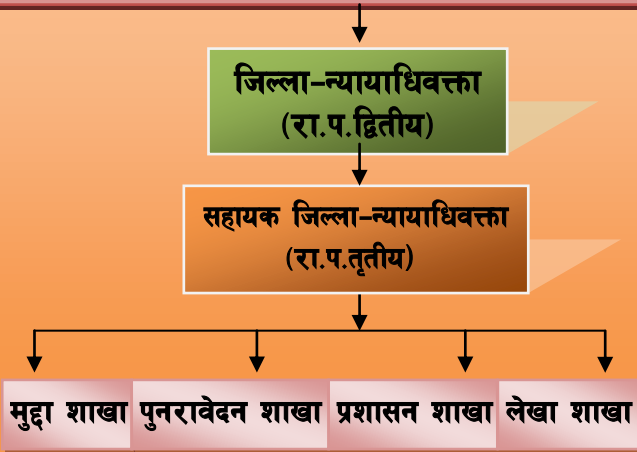 जिल्ला-न्यायाधिवक्ता
(रा.प.द्वितीय)
सहायक जिल्ला-न्यायाधिवक्ता
(रा.प.तृतीय)
मुद्दा शाखा पुनरावेदन शाखा प्रशासन शाखा लेखा शाखा